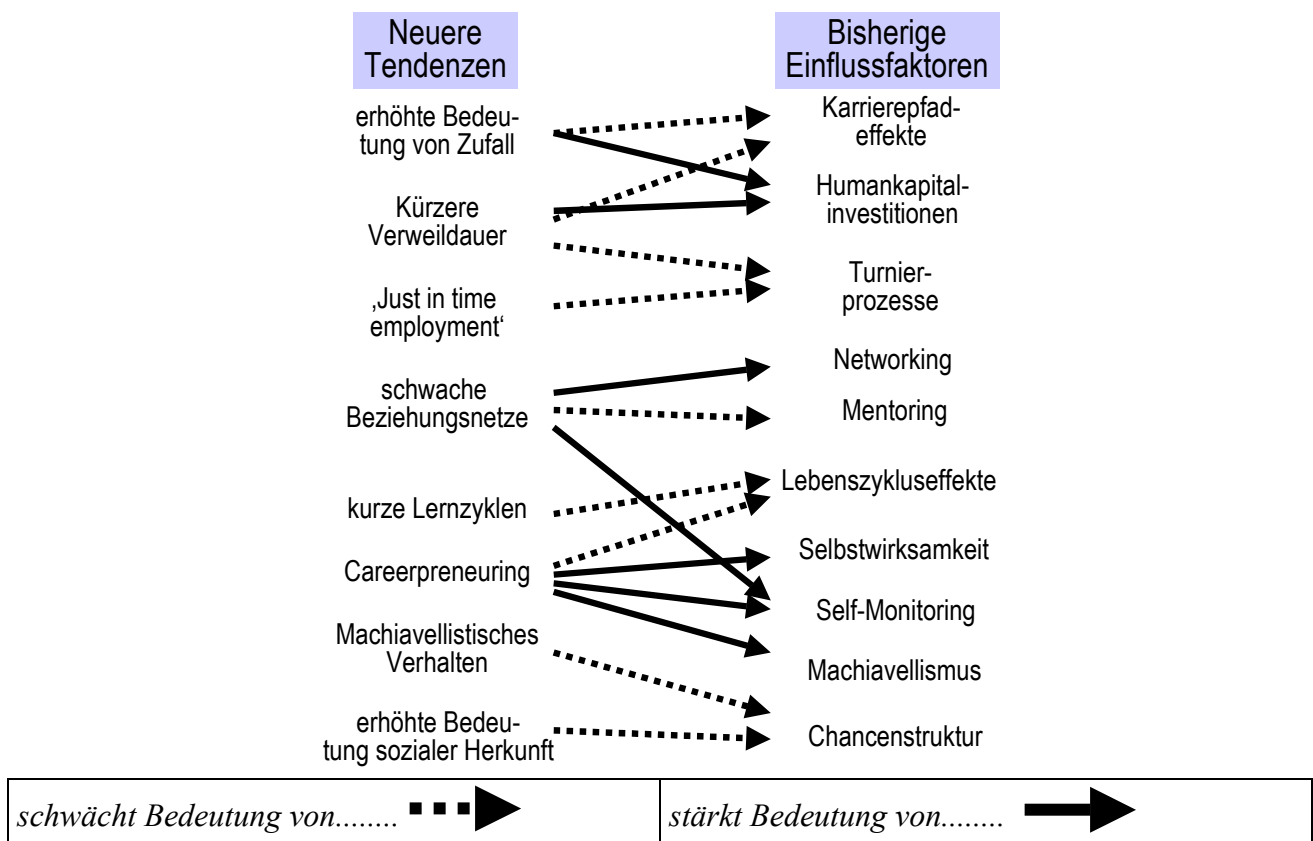 Neuere
Tendenzen
Bisherige
Einflussfaktoren
erhöhte Bedeu-
tung von Zufall
Kürzere
Verweildauer
‚Just in time
employment‘
schwache
Beziehungsnetze
kurze Lernzyklen
Careerpreneuring
Machiavellistisches
Verhalten
erhöhte Bedeu-
tung sozialer Herkunft
Karrierepfad-
effekte
Humankapital-
investitionen
Turnier-
prozesse
Networking
Mentoring
Lebenszykluseffekte
Selbstwirksamkeit
Self-Monitoring
Machiavellismus
Chancenstruktur
schwächt Bedeutung von........
stärkt Bedeutung von........